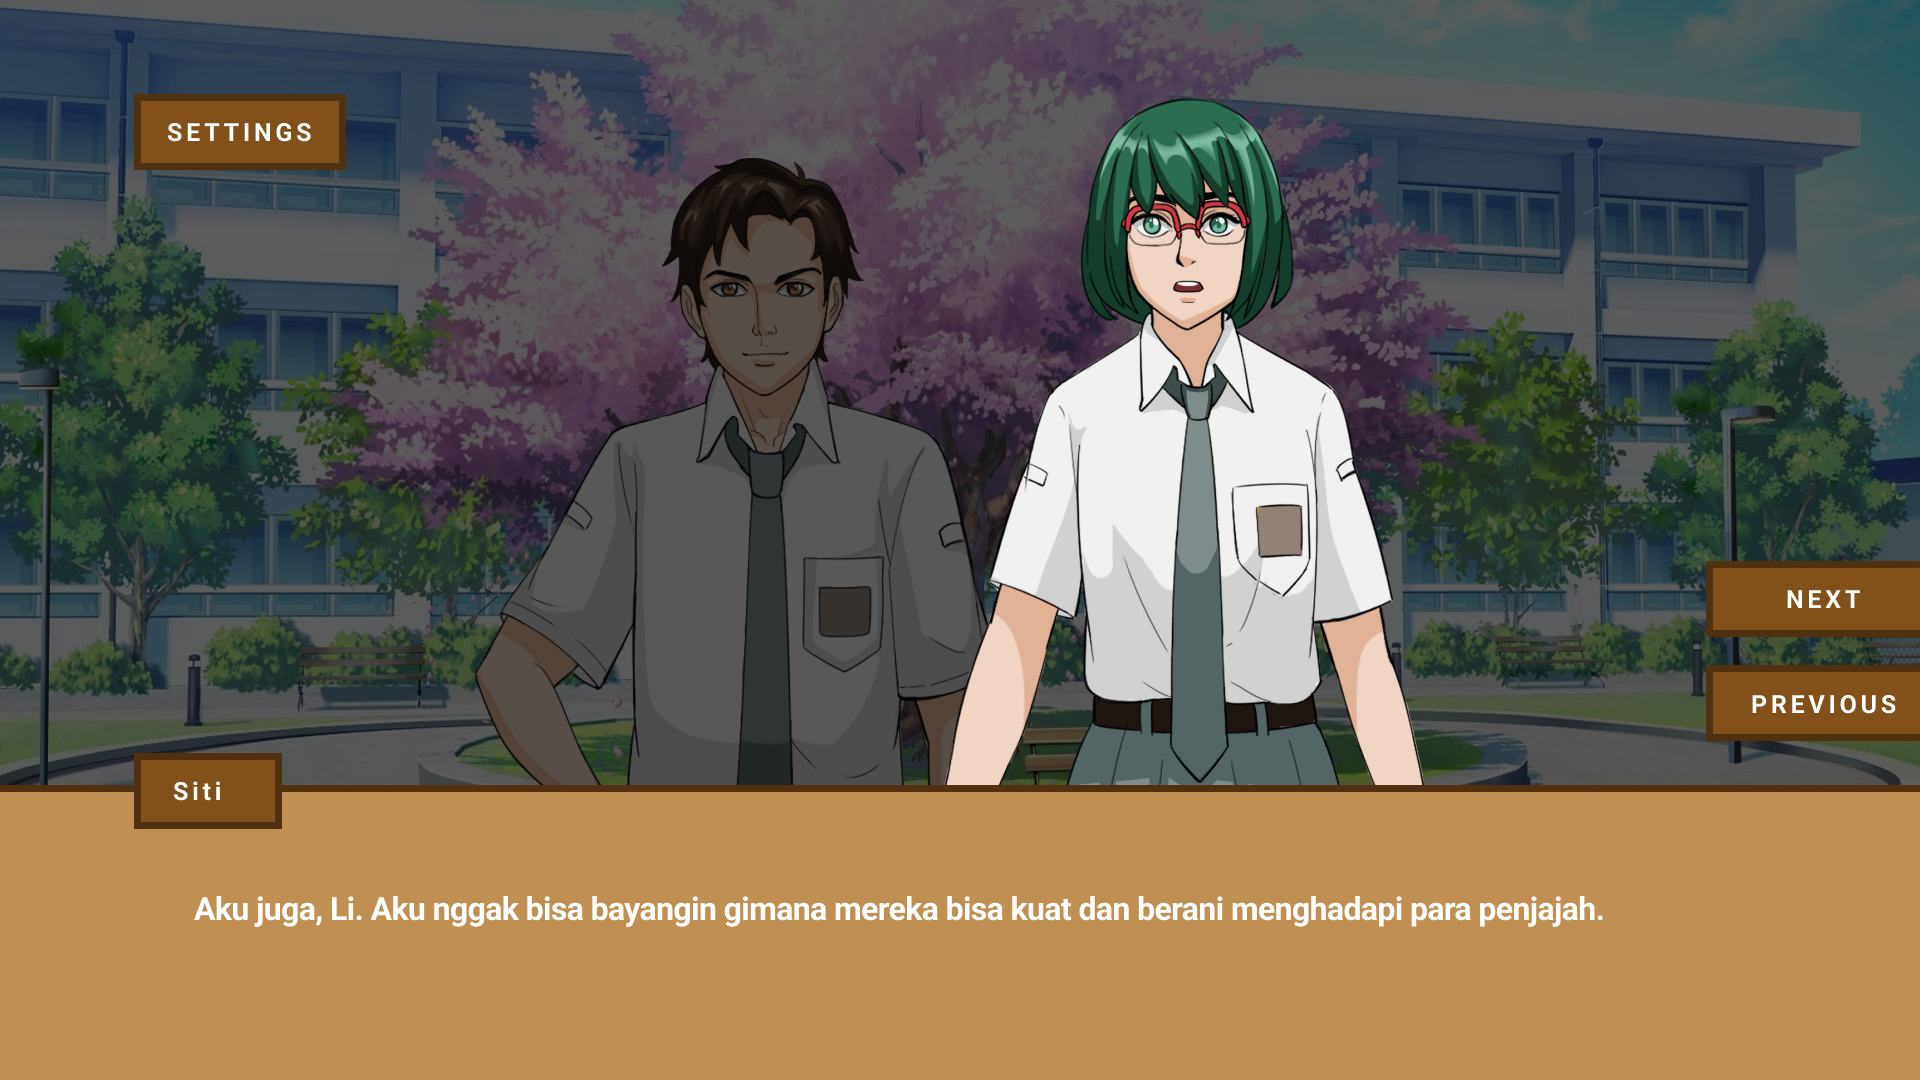 SETTINGS
NEXT
PREVIOUS
Siti
Aku juga, Li. Aku nggak bisa bayangin gimana mereka bisa kuat dan berani menghadapi para penjajah.